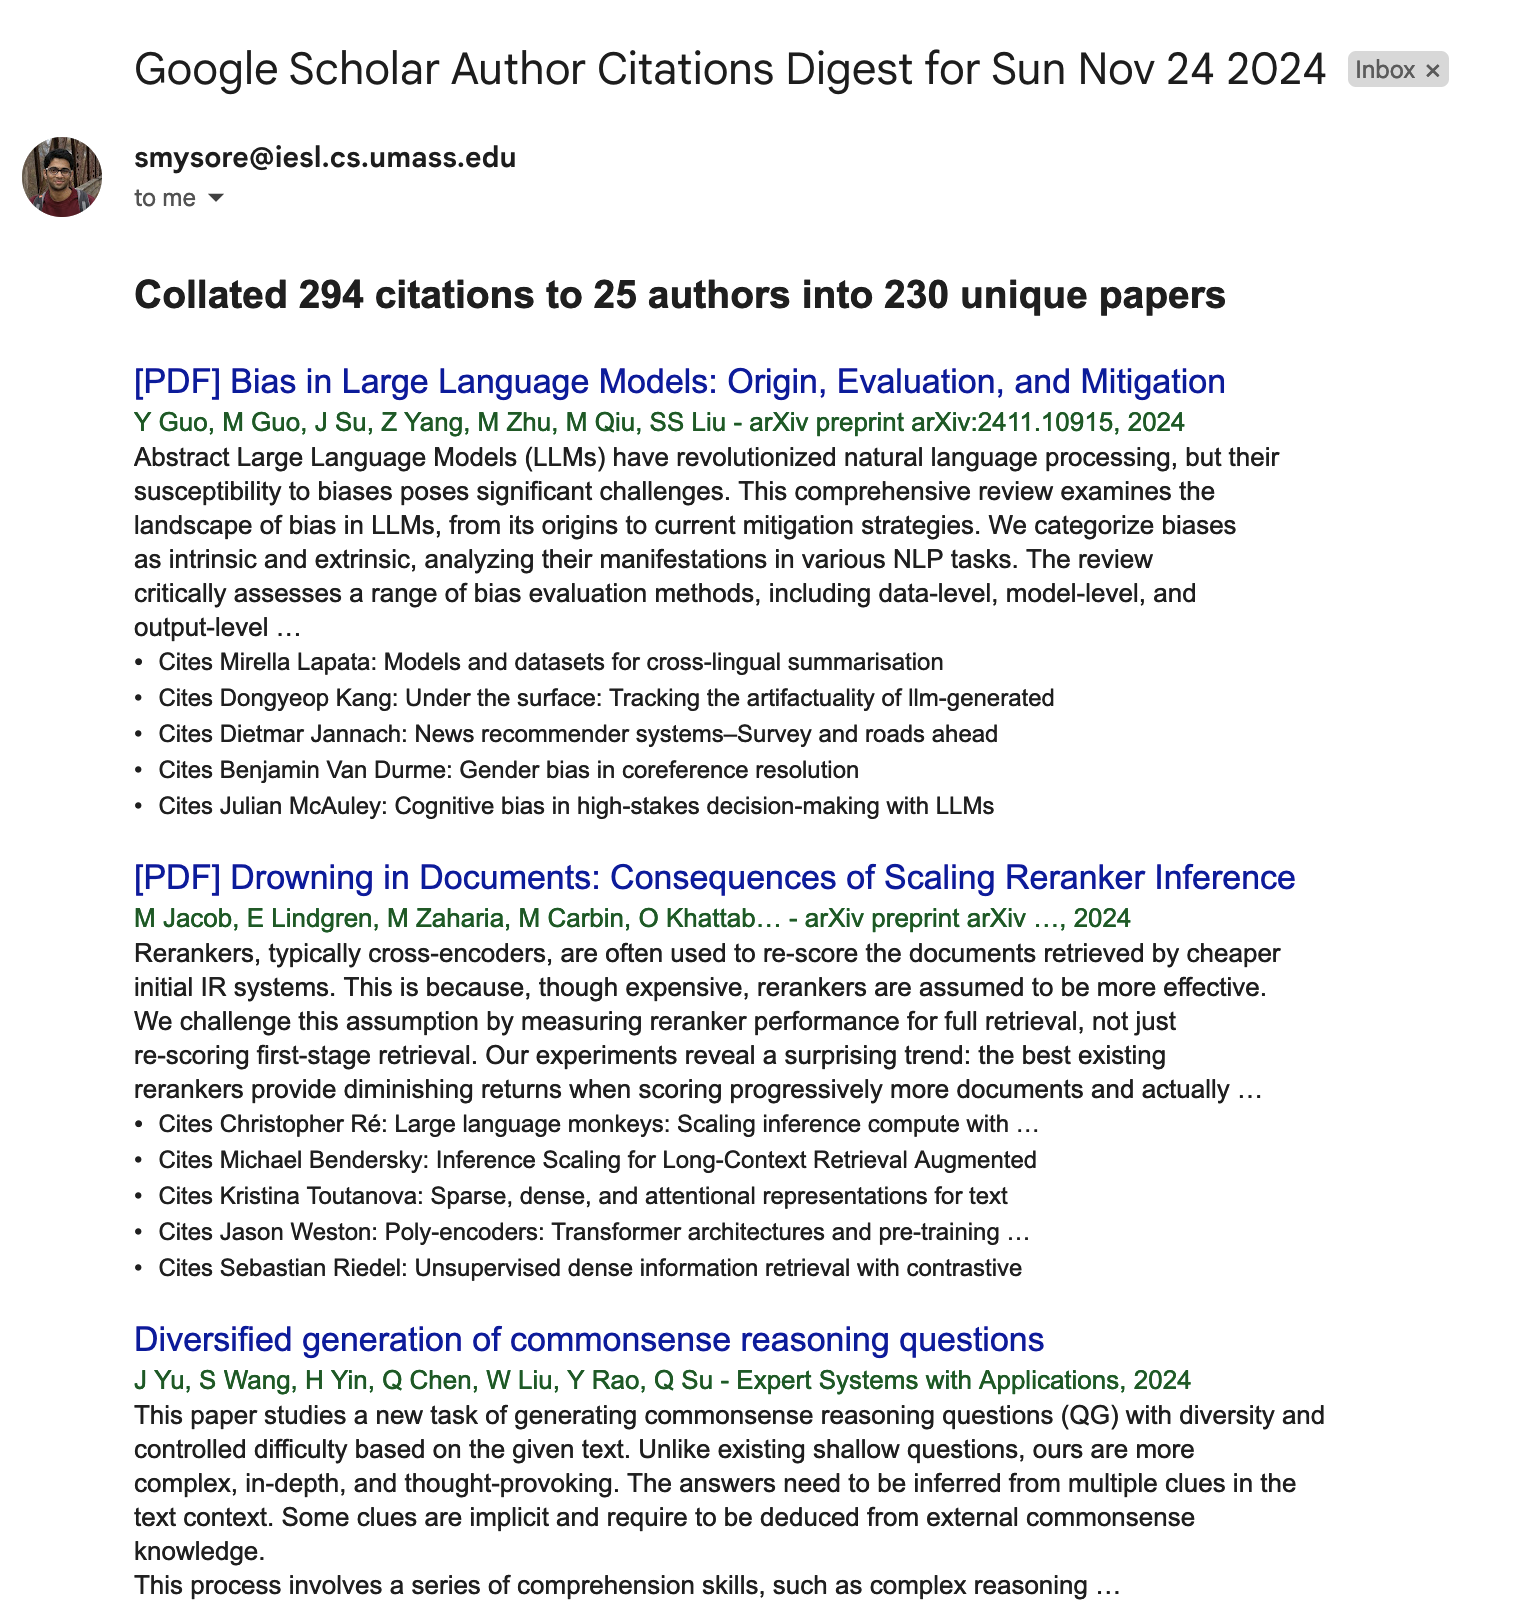 Google Scholar Author Citations Digest for Sun Nov 24 2024 Inbox ×
smysore@iesl.cs.umass.edu
to me
Collated 294 citations to 25 authors into 230 unique papers
[PDF] Bias in Large Language Models: Origin, Evaluation, and Mitigation
Y Guo, M Guo, J Su, Z Yang, M Zhu, M Qiu, SS Liu - arXiv preprint arXiv:2411.10915, 2024
Abstract Large Language Models (LLMs) have revolutionized natural language processing, but their
susceptibility to biases poses significant challenges. This comprehensive review examines the
landscape of bias in LLMs, from its origins to current mitigation strategies. We categorize biases
as intrinsic and extrinsic, analyzing their manifestations in various NLP tasks. The review
critically assesses a range of bias evaluation methods, including data-level, model-level, and
output-level …
• Cites Mirella Lapata: Models and datasets for cross-lingual summarisation
• Cites Dongyeop Kang: Under the surface: Tracking the artifactuality of llm-generated
• Cites Dietmar Jannach: News recommender systems–Survey and roads ahead
• Cites Benjamin Van Durme: Gender bias in coreference resolution
• Cites Julian McAuley: Cognitive bias in high-stakes decision-making with LLMs
[PDF] Drowning in Documents: Consequences of Scaling Reranker Inference
M Jacob, E Lindgren, M Zaharia, M Carbin, O Khattab… - arXiv preprint arXiv …, 2024
Rerankers, typically cross-encoders, are often used to re-score the documents retrieved by cheaper
initial IR systems. This is because, though expensive, rerankers are assumed to be more effective.
We challenge this assumption by measuring reranker performance for full retrieval, not just
re-scoring first-stage retrieval. Our experiments reveal a surprising trend: the best existing
rerankers provide diminishing returns when scoring progressively more documents and actually …
• Cites Christopher Ré: Large language monkeys: Scaling inference compute with …
• Cites Michael Bendersky: Inference Scaling for Long-Context Retrieval Augmented
• Cites Kristina Toutanova: Sparse, dense, and attentional representations for text
• Cites Jason Weston: Poly-encoders: Transformer architectures and pre-training …
• Cites Sebastian Riedel: Unsupervised dense information retrieval with contrastive
Diversified generation of commonsense reasoning questions
J Yu, S Wang, H Yin, Q Chen, W Liu, Y Rao, Q Su - Expert Systems with Applications, 2024
This paper studies a new task of generating commonsense reasoning questions (QG) with diversity and
controlled difficulty based on the given text. Unlike existing shallow questions, ours are more
complex, in-depth, and thought-provoking. The answers need to be inferred from multiple clues in the
text context. Some clues are implicit and require to be deduced from external commonsense
knowledge.
This process involves a series of comprehension skills, such as complex reasoning …